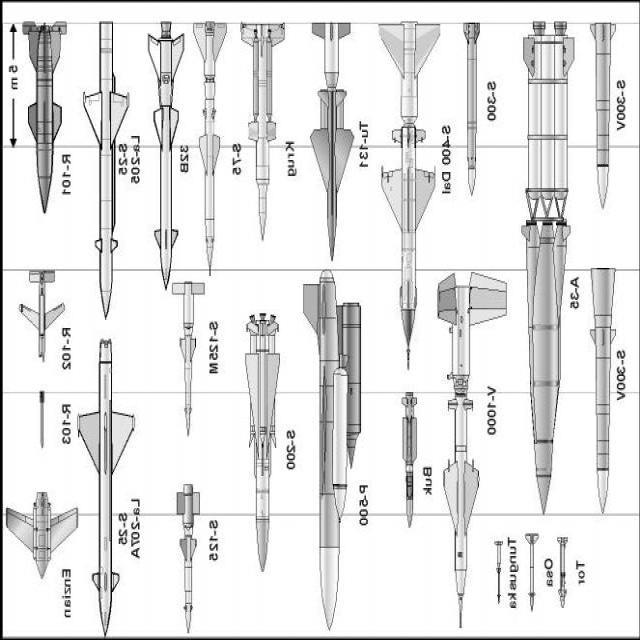 5 m
R-101
La-205
S-25
32B
S-75
Krug
Tu-131
S-400 Dal
S-300
A-35
S-300V
R-102
R-103
Enzian
La-207A
S-25
S-125M
S-125
S-200
P-500
Buk
V-1000
Tunguska
Osa
Tor
S-300V